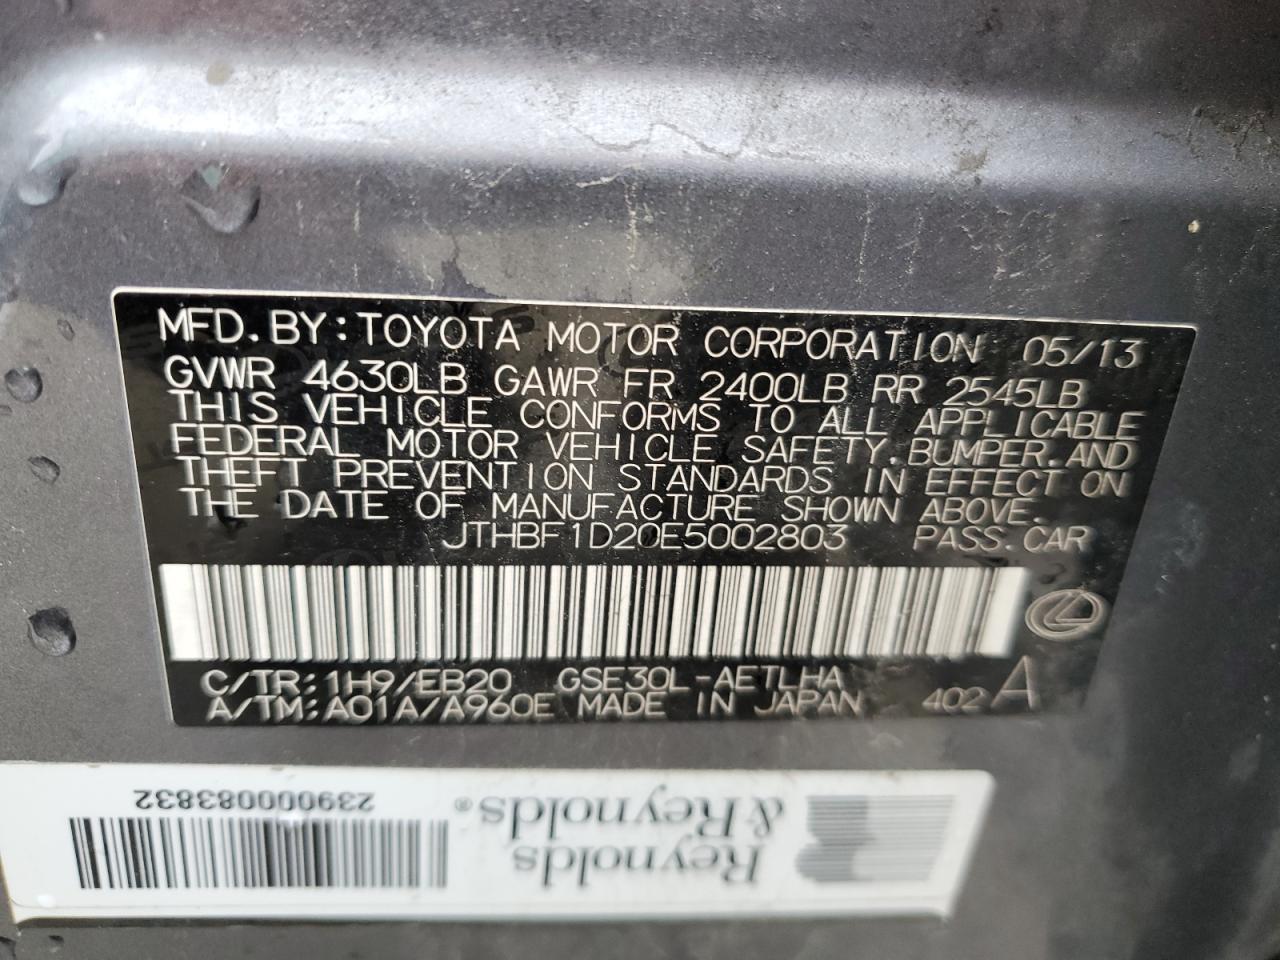 MFD.BY:TOYOTA MOTOR CORPORATION 05/13
GVWR 4630LB GAWR FR 2400LB RR 2545LB
THIS VEHICLE CONFORMS TO ALL APPLICABLE
FEDERAL MOTOR VEHICLE SAFETY,BUMPER,AND
THEFT PREVENTION STANDARDS IN EFFECT ON
THE DATE OF MANUFACTURE SHOWN ABOVE.
JTHBF1D20E5002803 PASS.CAR
C/TR:1H9/EB20 GSE30L-AETLHA
A/TM:A01A/A960E MADE IN JAPAN 402 A
Reynolds
&Reynolds®
239000083832